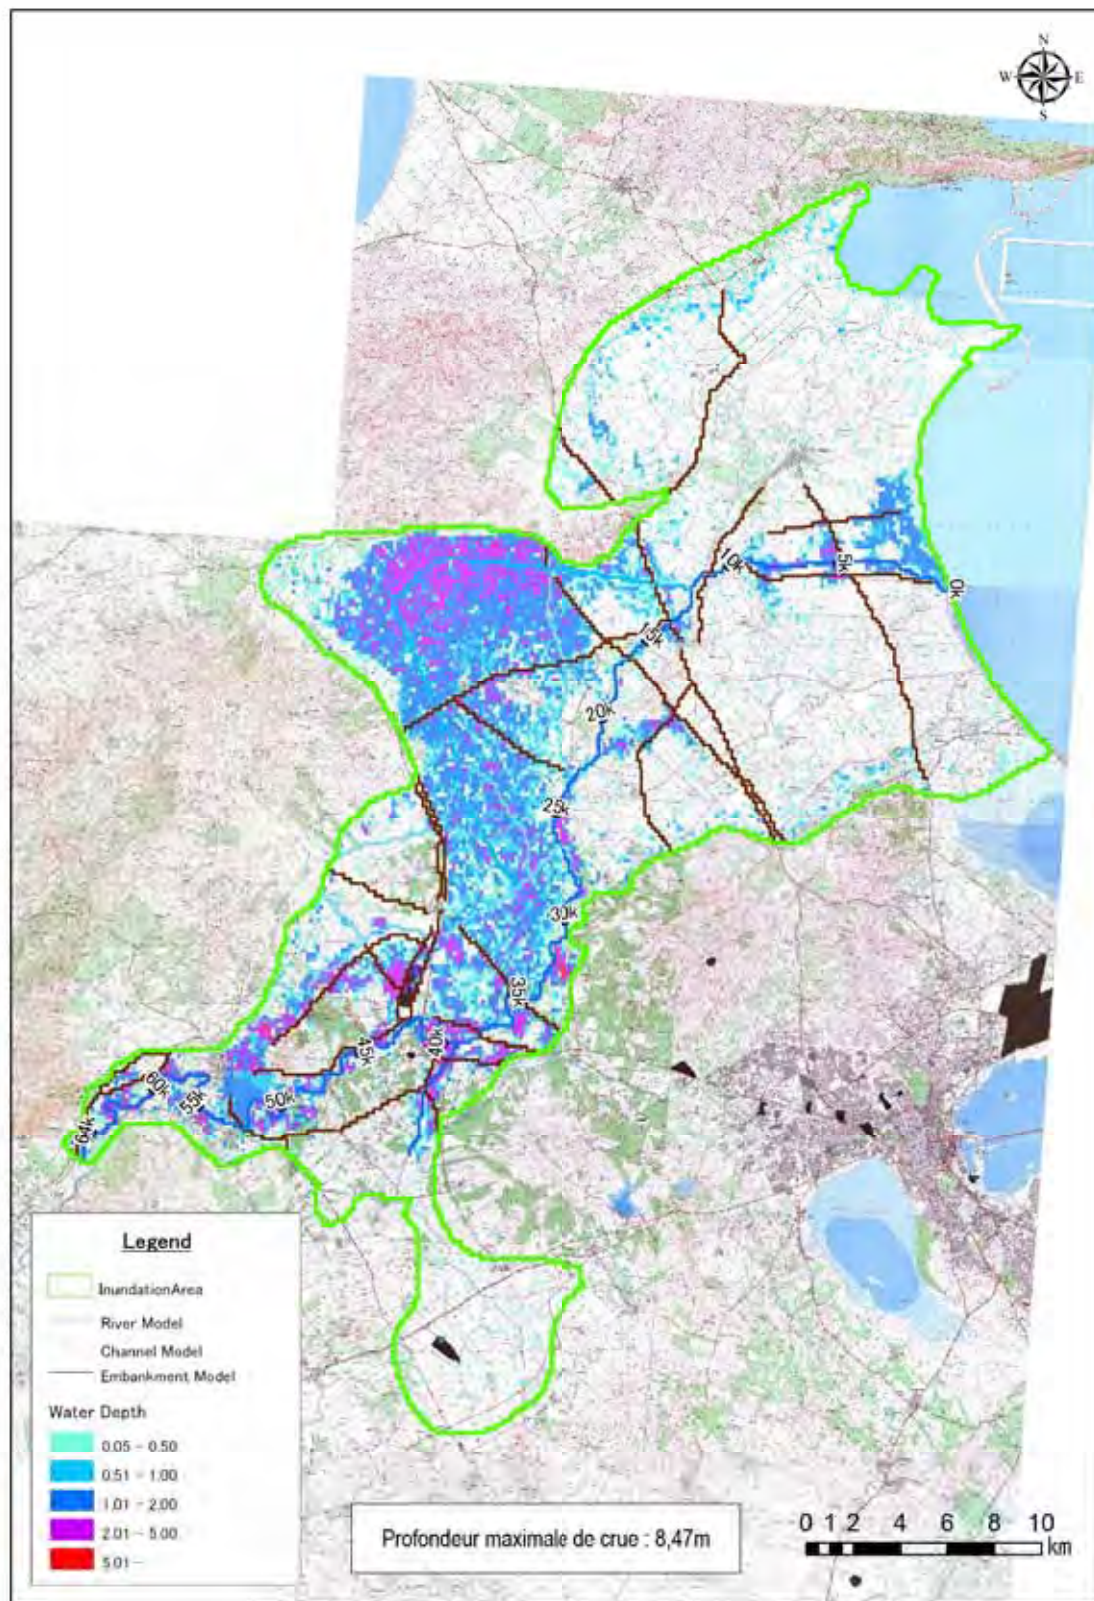 N
W E
S
10k
5k
0k
15k
20k
25k
30k
35k
40k
45k
50k
55k
60k
64k
Legend
InundationArea
River Model
Channel Model
Embankment Model
Water Depth
0.05 - 0.50
0.51 - 1.00
1.01 - 2.00
2.01 - 5.00
5.01 -
Profondeur maximale de crue : 8,47m
0 1 2 4 6 8 10
km